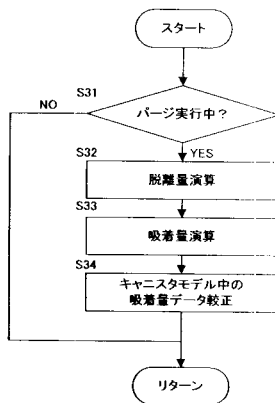 スタート
S31
NO
パージ実行中?
YES
S32
脱離量演算
S33
吸着量演算
S34
キャニスタモデル中の
吸着量データ較正
リターン